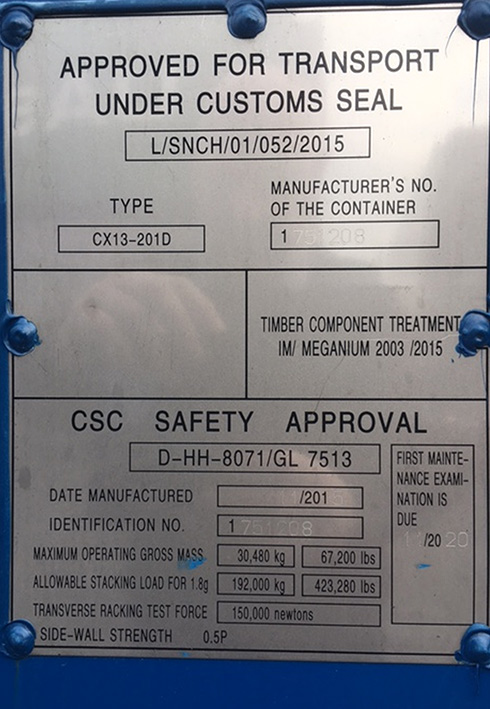 APPROVED FOR TRANSPORT
UNDER CUSTOMS SEAL
L/SNCH/01/052/2015
TYPE
CX13-201D
MANUFACTURER'S NO.
OF THE CONTAINER
1751208
TIMBER COMPONENT TREATMENT
IM/ MEGANIUM 2003 /2015
CSC SAFETY APPROVAL
D-HH-8071/GL 7513
DATE MANUFACTURED
IDENTIFICATION NO. 1751208
MAXIMUM OPERATING GROSS MASS 30,480 kg 67,200 lbs
ALLOWABLE STACKING LOAD FOR 1.8g 192,000 kg 423,280 lbs
TRANSVERSE RACKING TEST FORCE 150,000 newtons
SIDE-WALL STRENGTH 0.5P
FIRST MAINTE-
NANCE EXAMI-
NATION IS
DUE
/2020